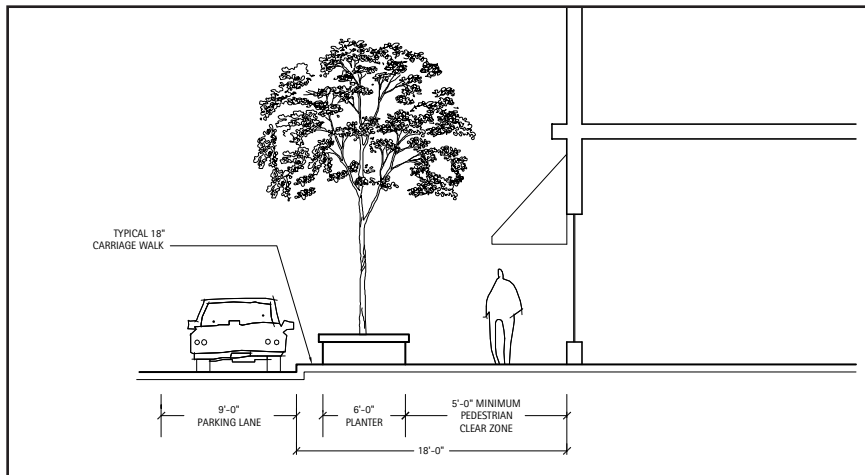 TYPICAL 18"
CARRIAGE WALK
9'-0"
PARKING LANE
6'-0"
PLANTER
5'-0" MINIMUM
PEDESTRIAN
CLEAR ZONE
18'-0"